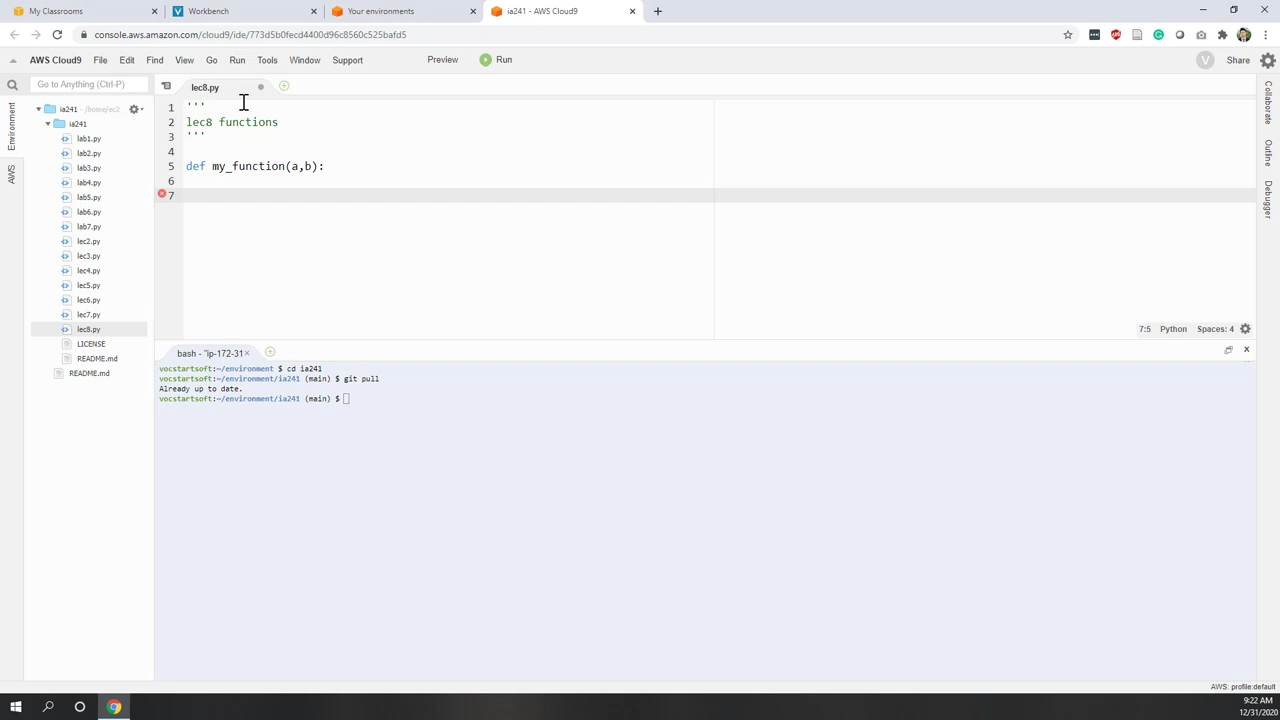 My Classrooms
Workbench
Your environments
ia241 - AWS Cloud9
console.aws.amazon.com/cloud9/ide/773d5b0fecd4400d96c8560c525bafd5
AWS Cloud9 File Edit Find View Go Run Tools Window Support Preview Run Share
V
Go to Anything (Ctrl-P)
lec8.py
Environment
AWS
Collaborate
Outline
Debugger
ia241 - /home/ec2
ia241
lab1.py
lab2.py
lab3.py
lab4.py
lab5.py
lab6.py
lab7.py
lec2.py
lec3.py
lec4.py
lec5.py
lec6.py
lec7.py
lec8.py
LICENSE
README.md
README.md
1 '''
2 lec8 functions
3 '''
4
5 def my_function(a,b):
6
7
7:5 Python Spaces: 4
bash - "ip-172-31
vocstartsoft:~/environment $ cd ia241
vocstartsoft:~/environment/ia241 (main) $ git pull
Already up to date.
vocstartsoft:~/environment/ia241 (main) $
AWS: profile:default
9:22 AM
12/31/2020